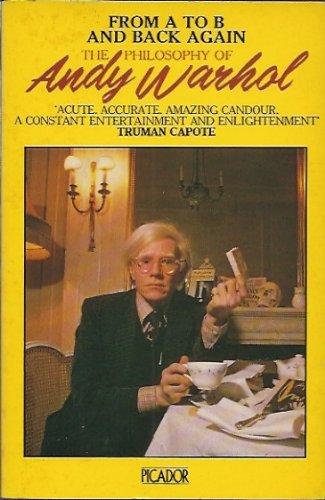 FROM A TO B
AND BACK AGAIN
THE PHILOSOPHY OF
Andy Warhol
'ACUTE. ACCURATE. AMAZING CANDOUR.
A CONSTANT ENTERTAINMENT AND ENLIGHTENMENT'
TRUMAN CAPOTE
PICADOR